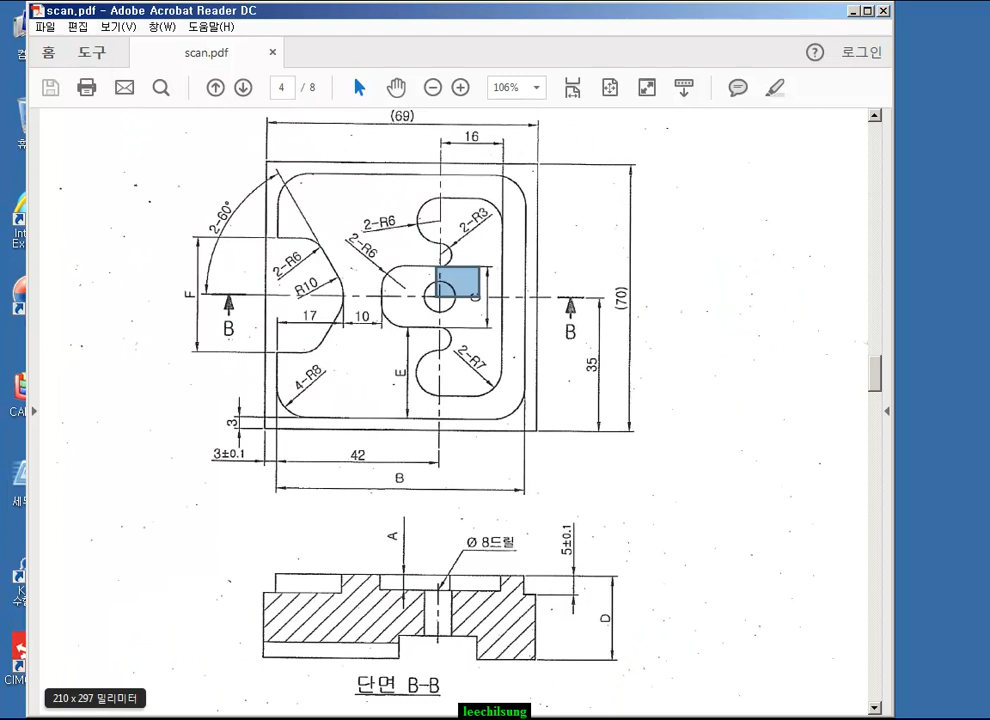 scan.pdf - Adobe Acrobat Reader DC
파일 편집 보기(V) 창(W) 도움말(H)
홈 도구 scan.pdf × ? 로그인
4 / 8 106%
(69)
16
2-60°
2-R6
2-R3
2-R6
2-R6
R10
F
(70)
B
17
10
B
35
4-R8
E
2-R7
3
3±0.1
42
B
A
Ø 8드릴
5±0.1
D
단면 B-B
210 x 297 밀리미터
leechilsung